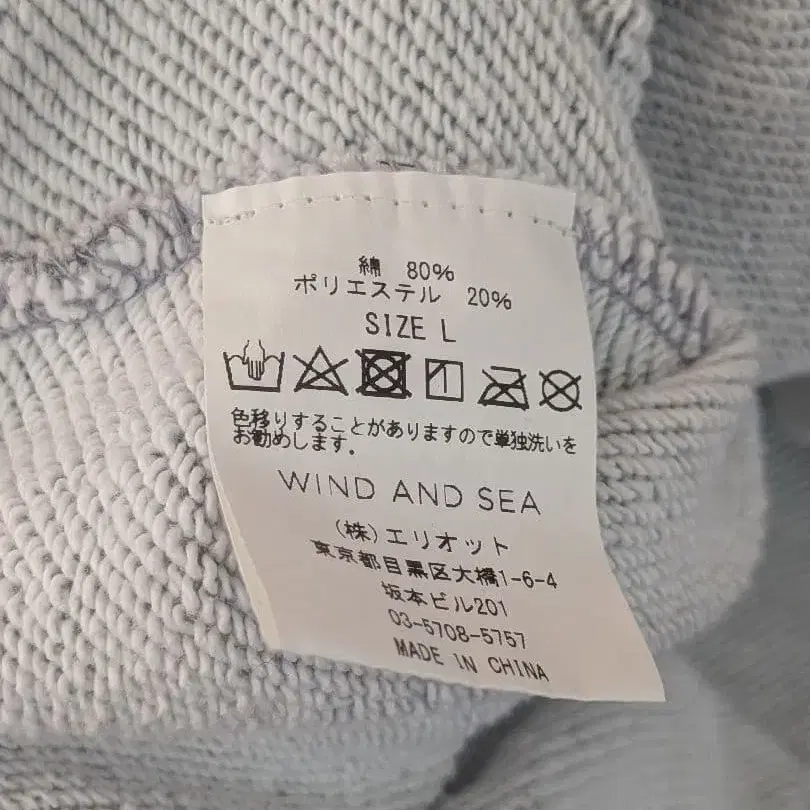 綿 80%
ポリエステル 20%
SIZE L
色移りすることがありますので単独洗いを
お勧めします.
WIND AND SEA
(株)エリオット
東京都目黒区大橋1-6-4
坂本ビル201
03-5708-5757
MADE IN CHINA